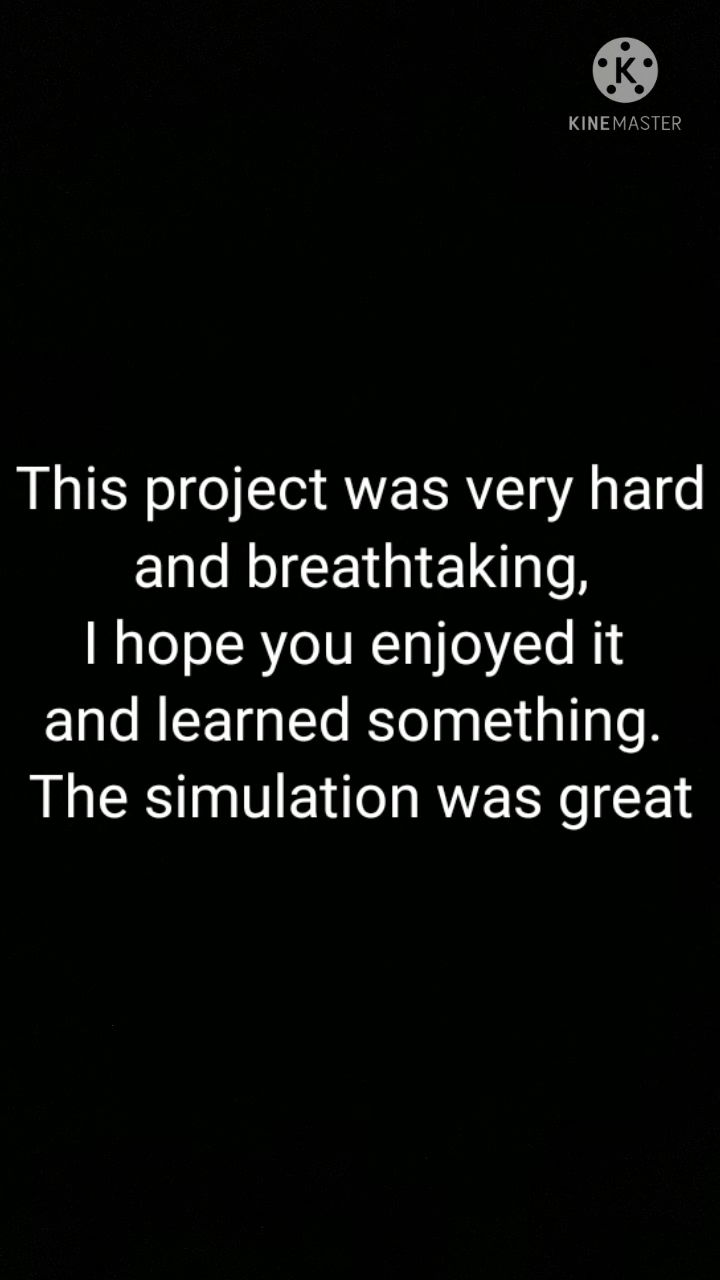 K
KINEMASTER
This project was very hard
and breathtaking,
I hope you enjoyed it
and learned something.
The simulation was great